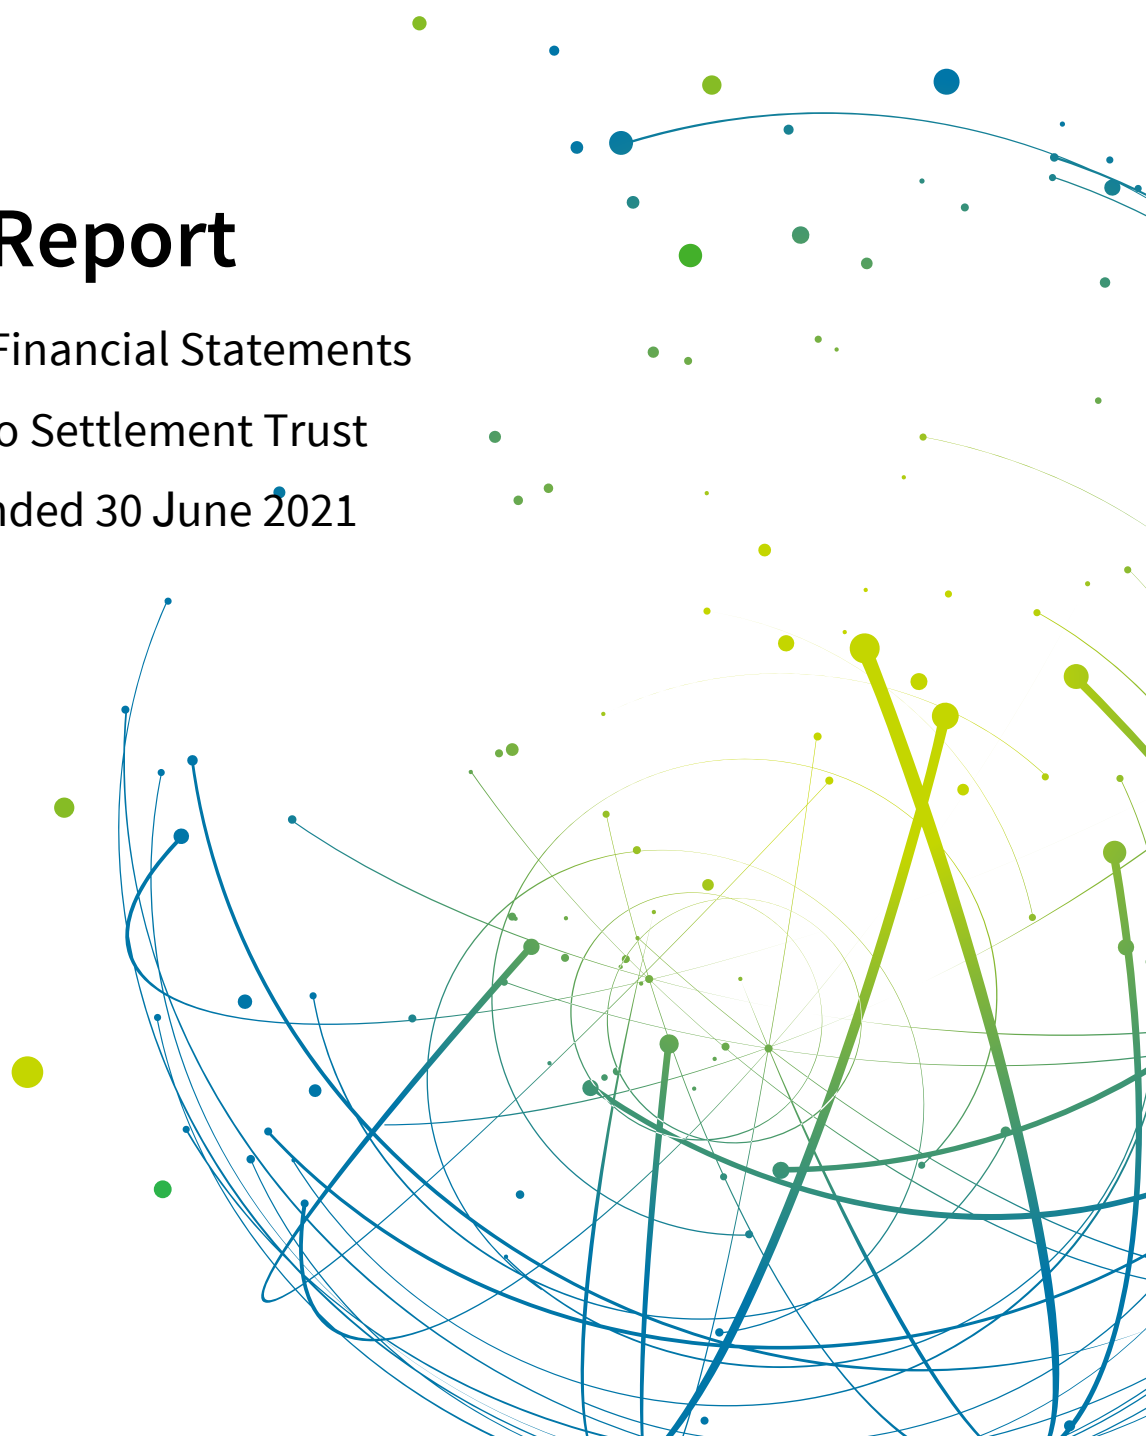 Report
Financial Statements
o Settlement Trust
nded 30 June 2021